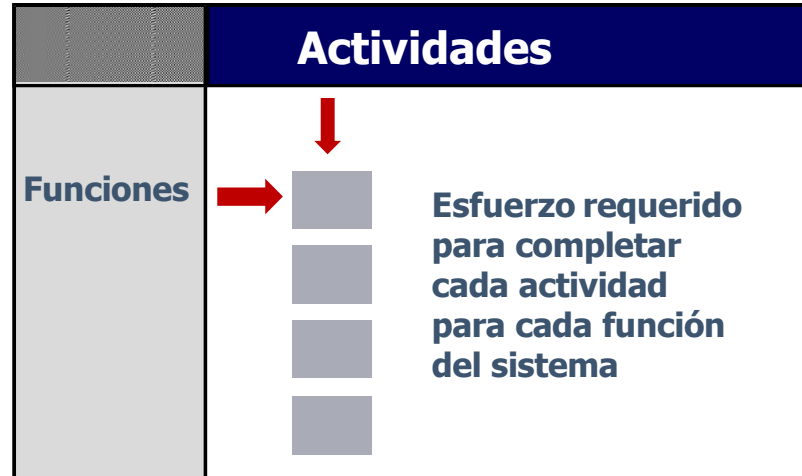 Actividades
Funciones
Esfuerzo requerido
para completar
cada actividad
para cada función
del sistema